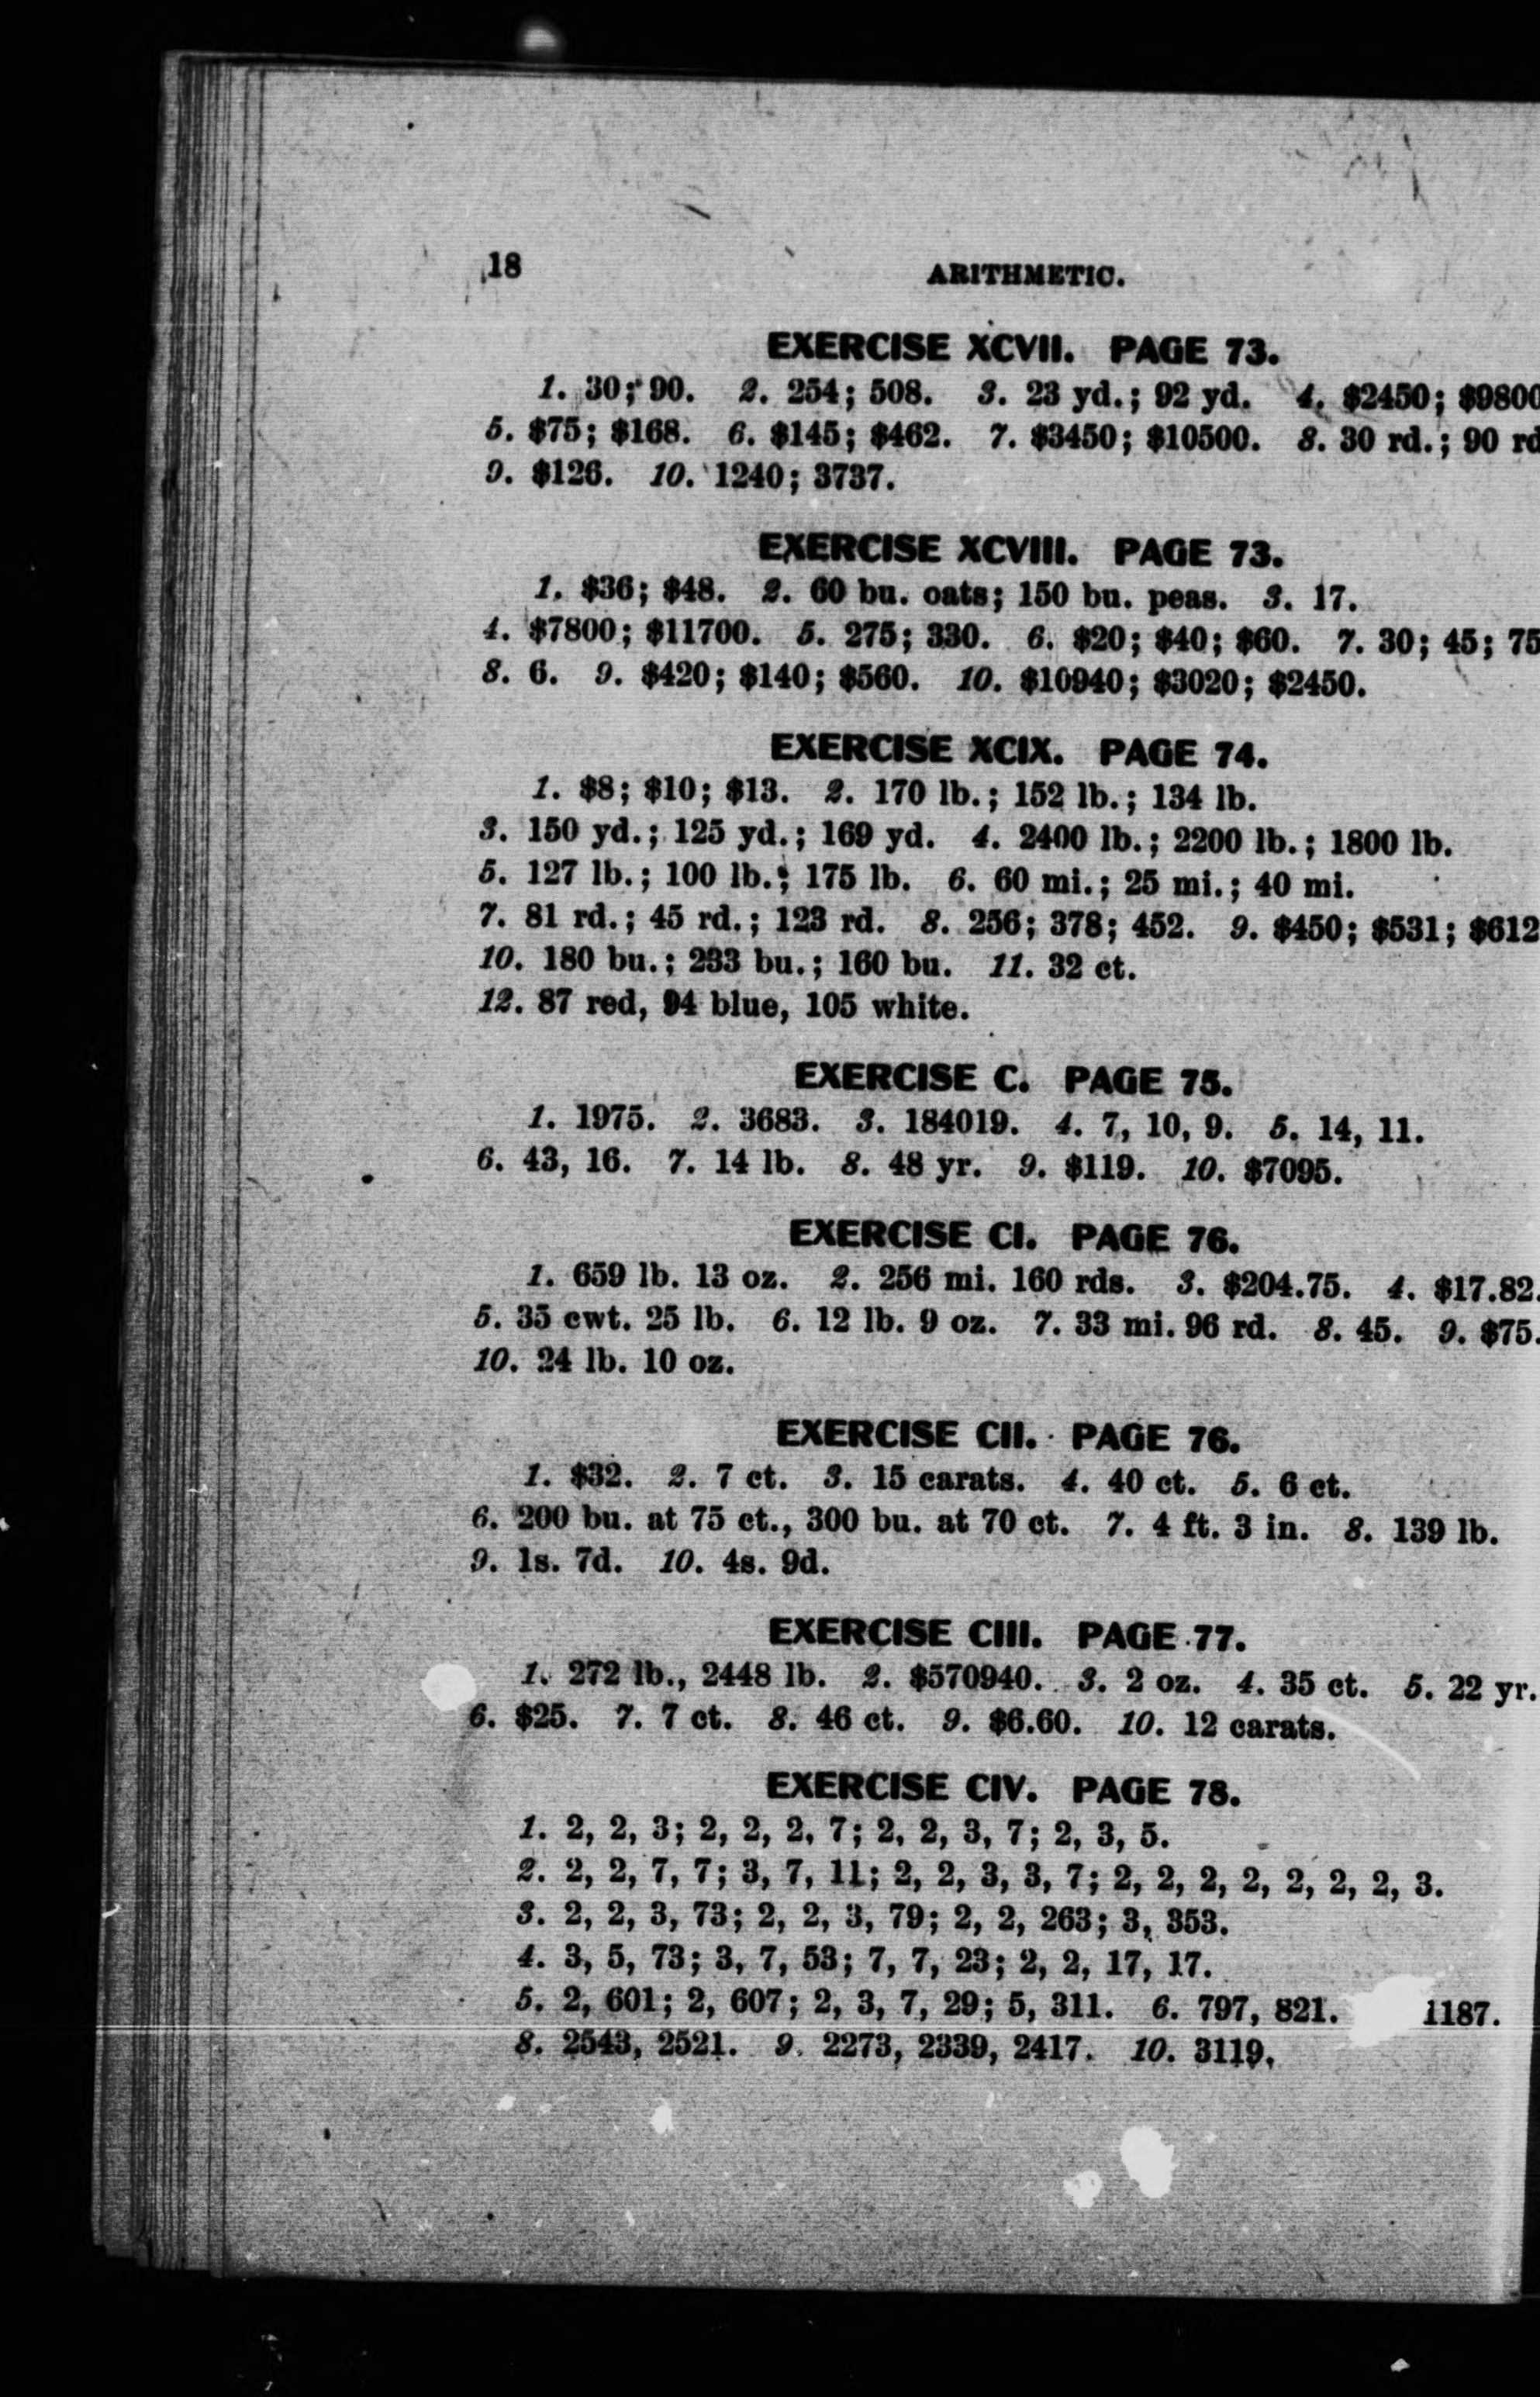 18
ARITHMETIC.
EXERCISE XCVII. PAGE 73.
1. 30; 90. 2. 254; 508. 3. 23 yd.; 92 yd. 4. $2450; $9800
5. $75; $168. 6. $145; $462. 7. $3450; $10500. 8. 30 rd.; 90 rd
9. $126. 10. 1240; 3737.
EXERCISE XCVIII. PAGE 73.
1. $36; $48. 2. 60 bu. oats; 150 bu. peas. 3. 17.
4. $7800; $11700. 5. 275; 330. 6. $20; $40; $60. 7. 30; 45; 75
8. 6. 9. $420; $140; $560. 10. $10940; $3020; $2450.
EXERCISE XCIX. PAGE 74.
1. $8; $10; $13. 2. 170 lb.; 152 lb.; 134 lb.
3. 150 yd.; 125 yd.; 169 yd. 4. 2400 lb.; 2200 lb.; 1800 lb.
5. 127 lb.; 100 lb.; 175 lb. 6. 60 mi.; 25 mi.; 40 mi.
7. 81 rd.; 45 rd.; 123 rd. 8. 256; 378; 452. 9. $450; $531; $612
10. 180 bu.; 233 bu.; 160 bu. 11. 32 ct.
12. 87 red, 94 blue, 105 white.
EXERCISE C. PAGE 75.
1. 1975. 2. 3683. 3. 184019. 4. 7, 10, 9. 5. 14, 11.
6. 43, 16. 7. 14 lb. 8. 48 yr. 9. $119. 10. $7095.
EXERCISE CI. PAGE 76.
1. 659 lb. 13 oz. 2. 256 mi. 160 rds. 3. $204.75. 4. $17.82.
5. 35 cwt. 25 lb. 6. 12 lb. 9 oz. 7. 33 mi. 96 rd. 8. 45. 9. $75.
10. 24 lb. 10 oz.
EXERCISE CII. PAGE 76.
1. $32. 2. 7 ct. 3. 15 carats. 4. 40 ct. 5. 6 ct.
6. 200 bu. at 75 ct., 300 bu. at 70 ct. 7. 4 ft. 3 in. 8. 139 lb.
9. 1s. 7d. 10. 4s. 9d.
EXERCISE CIII. PAGE 77.
1. 272 lb., 2448 lb. 2. $570940. 3. 2 oz. 4. 35 ct. 5. 22 yr.
6. $25. 7. 7 ct. 8. 46 ct. 9. $6.60. 10. 12 carats.
EXERCISE CIV. PAGE 78.
1. 2, 2, 3; 2, 2, 2, 7; 2, 2, 3, 7; 2, 3, 5.
2. 2, 2, 7, 7; 3, 7, 11; 2, 2, 3, 3, 7; 2, 2, 2, 2, 2, 2, 2, 3.
3. 2, 2, 3, 73; 2, 2, 3, 79; 2, 2, 263; 3, 353.
4. 3, 5, 73; 3, 7, 53; 7, 7, 23; 2, 2, 17, 17.
5. 2, 601; 2, 607; 2, 3, 7, 29; 5, 311. 6. 797, 821. 1187.
8. 2543, 2521. 9. 2273, 2339, 2417. 10. 3119.